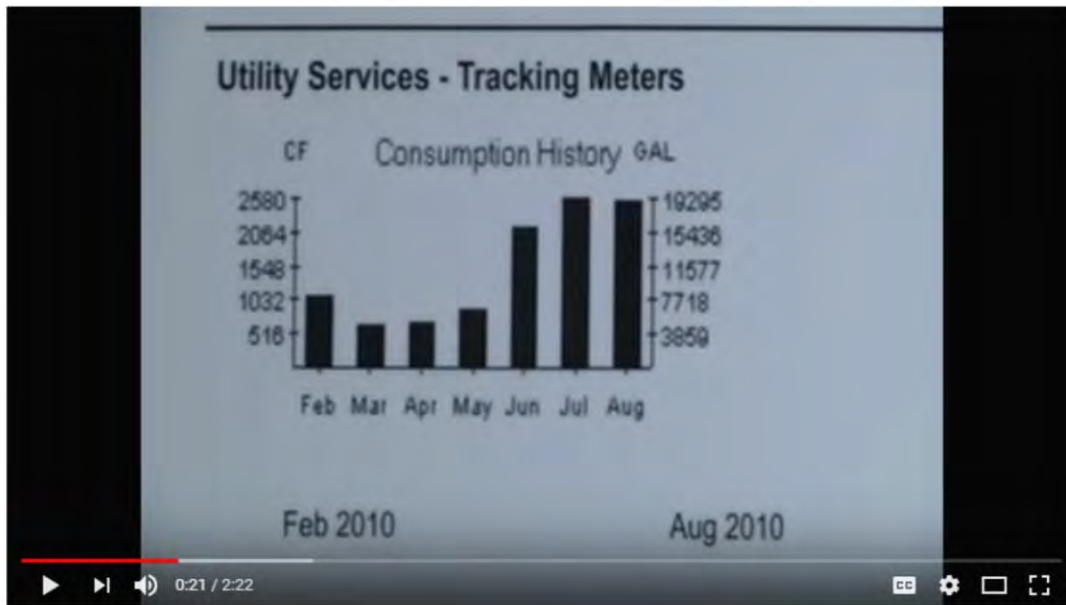 Utility Services - Tracking Meters
CF Consumption History GAL
2580 19295
2064 15436
1548 11577
1032 7718
516 3859
Feb Mar Apr May Jun Jul Aug
Feb 2010 Aug 2010
0:21 / 2:22 CC